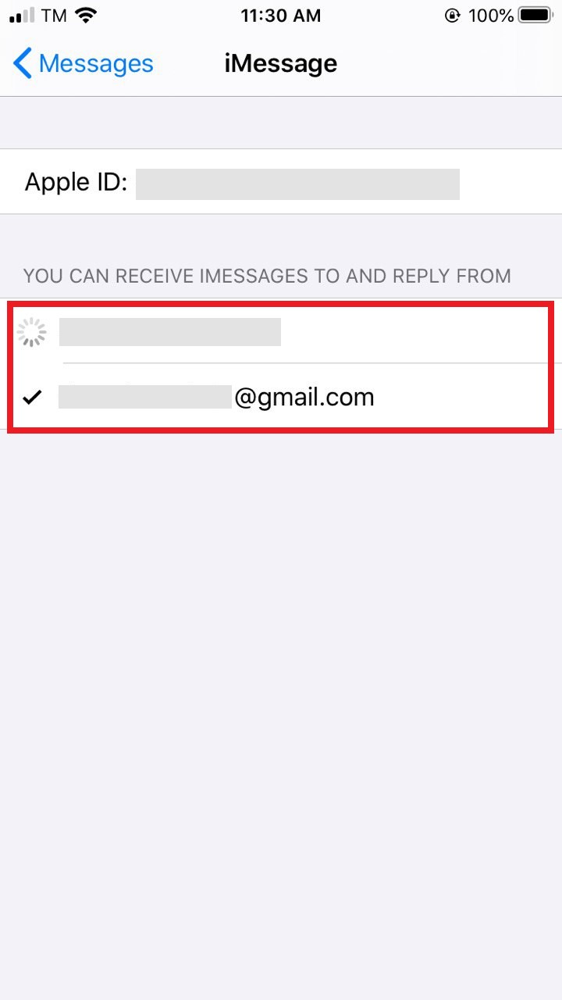 TM 11:30 AM 100%
Messages iMessage
Apple ID:
YOU CAN RECEIVE IMESSAGES TO AND REPLY FROM
@gmail.com